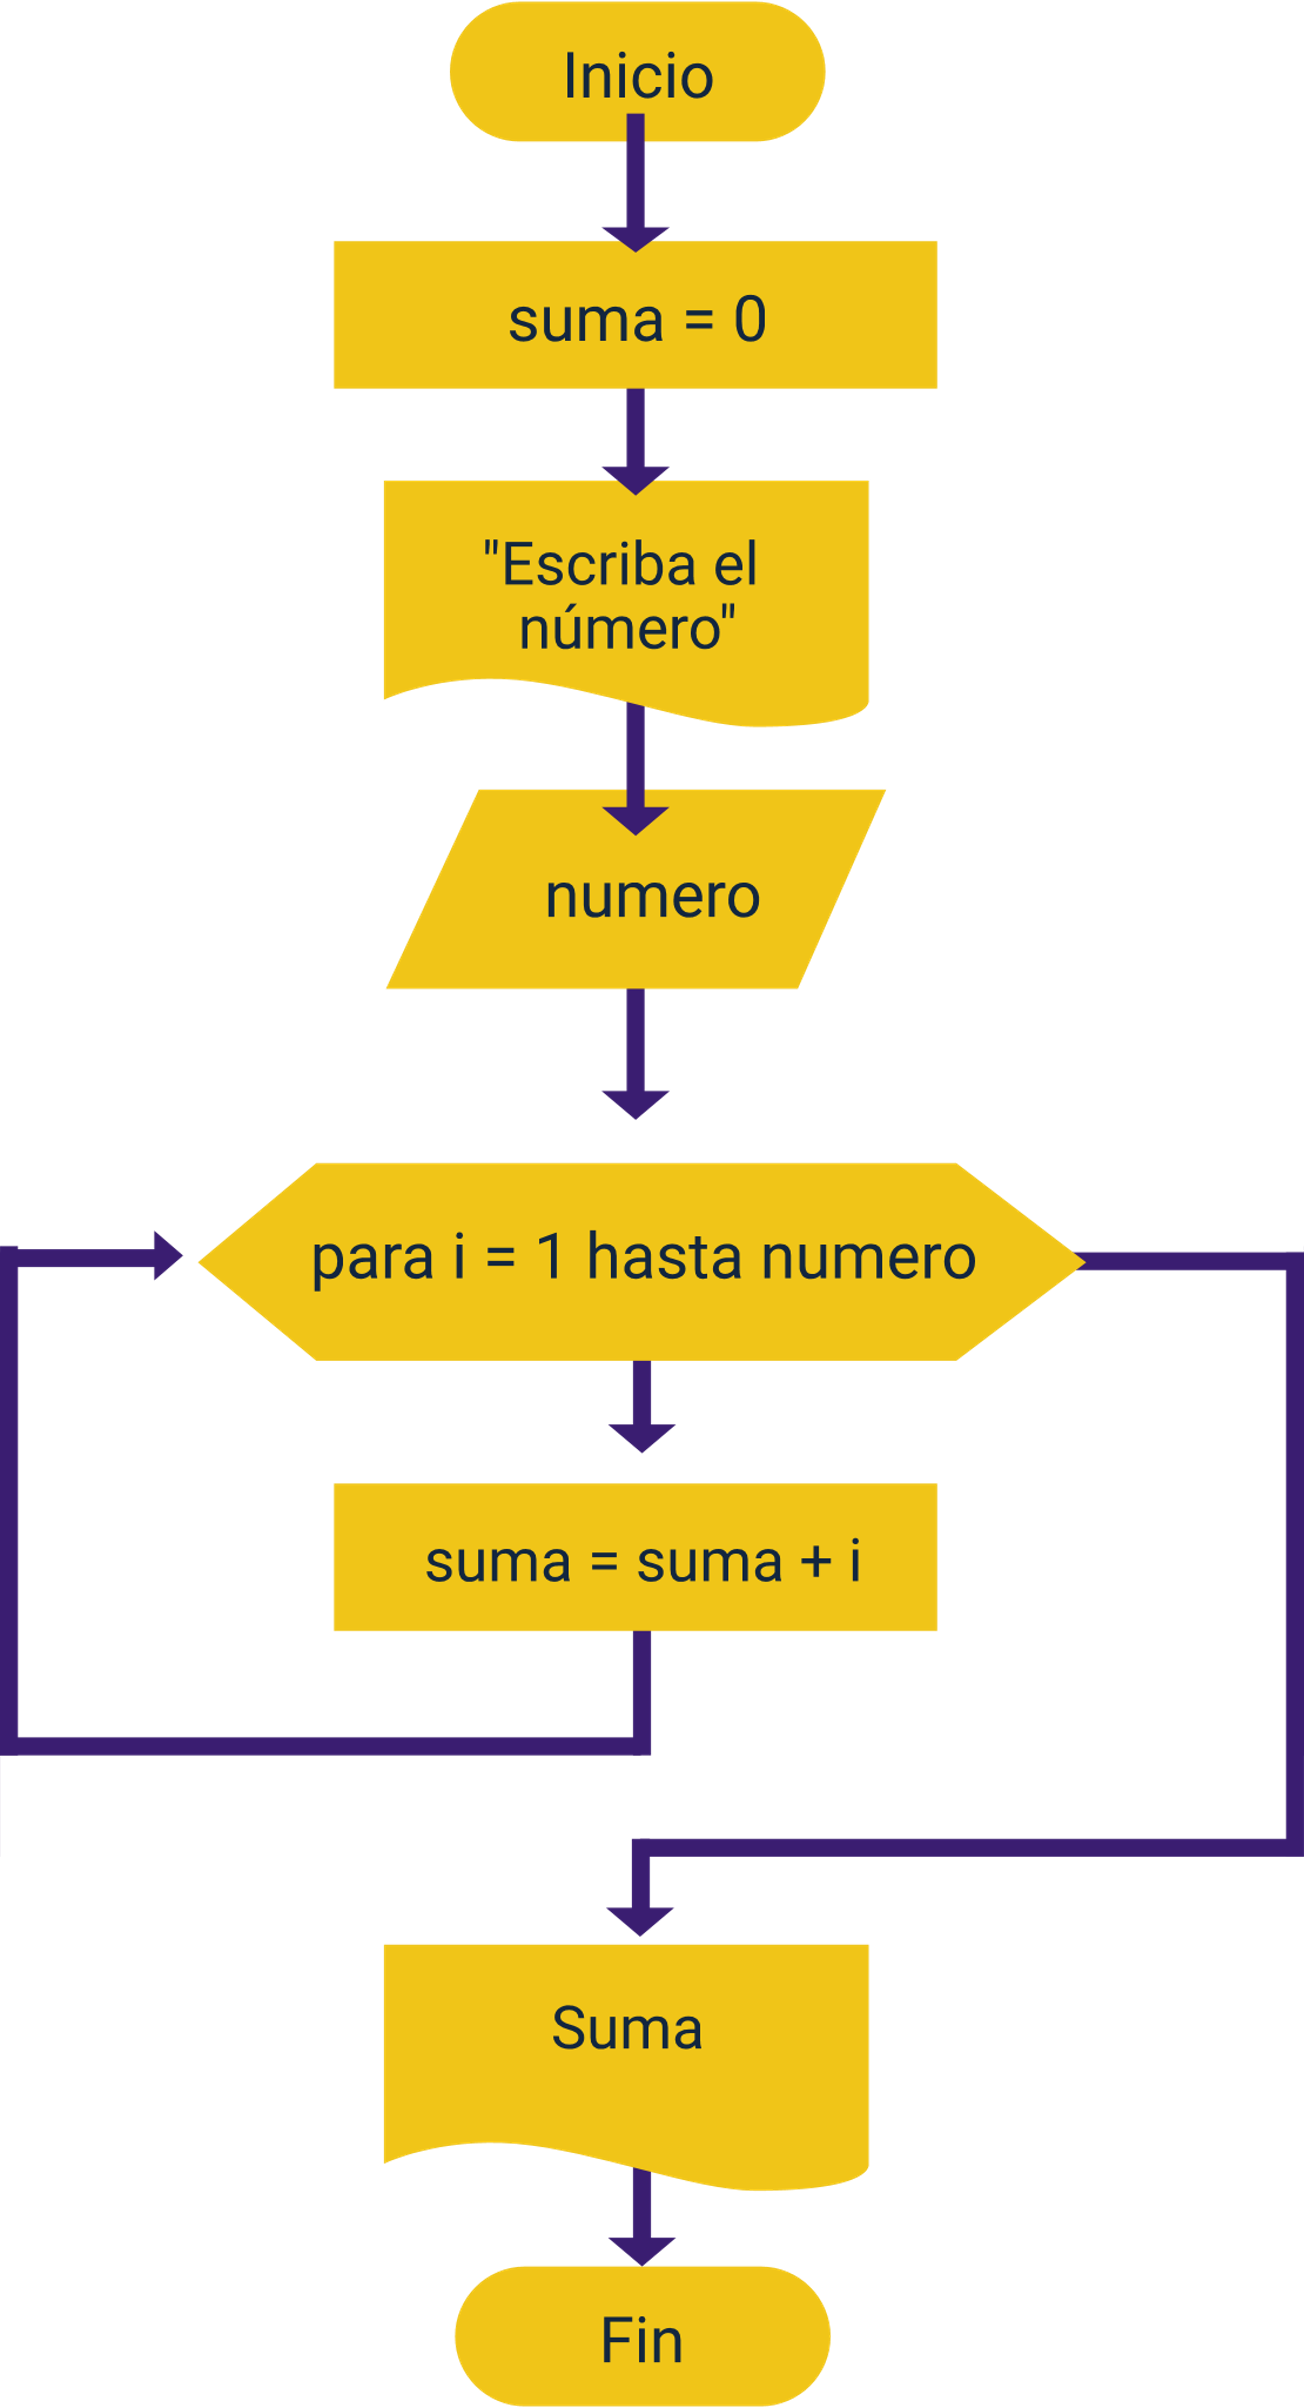 Inicio
suma = 0
"Escriba el
número"
numero
para i = 1 hasta numero
suma = suma + i
Suma
Fin